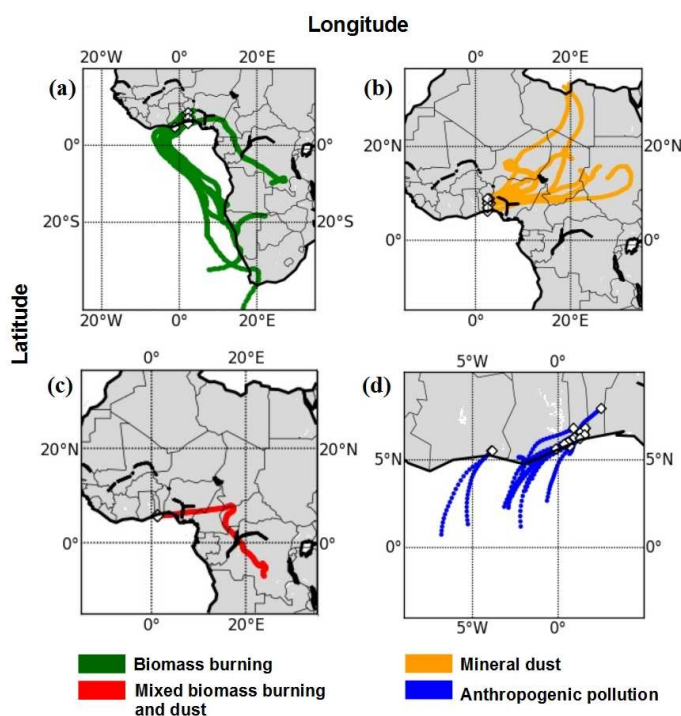 Longitude
20°W 0° 20°E
0° 20°E
(a)
(b)
0°
20°N 20°N
20°S 20°S
0° 0°
Latitude
0° 20°E
5°W 0°
(c)
(d)
20°N 20°N
5°N 5°N
0° 0°
0° 0°
20°W 0° 20°E
0° 20°E
5°W 0°
Biomass burning
Mineral dust
Mixed biomass burning
and dust
Anthropogenic pollution